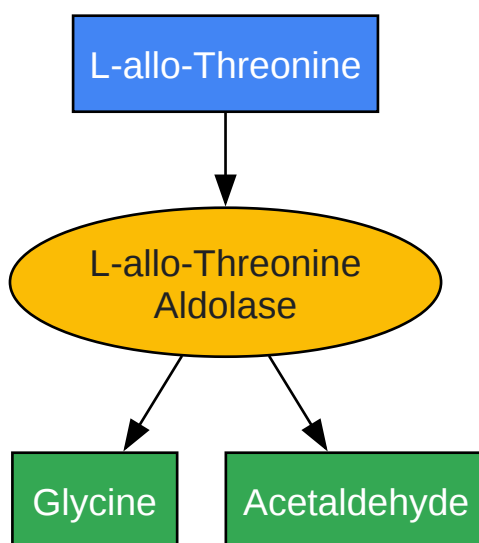 L-allo-Threonine
L-allo-Threonine
Aldolase
Glycine
Acetaldehyde